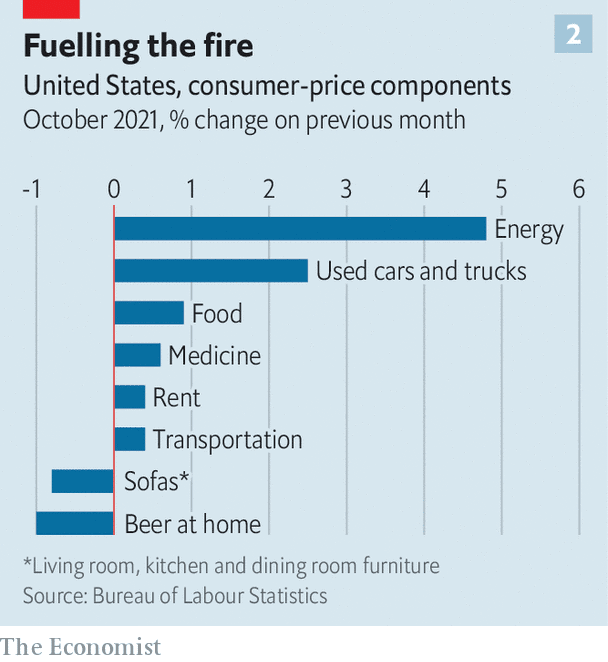 2
Fuelling the fire
United States, consumer-price components
October 2021, % change on previous month
-1 0 1 2 3 4 5 6
Energy
Used cars and trucks
Food
Medicine
Rent
Transportation
Sofas*
Beer at home
*Living room, kitchen and dining room furniture
Source: Bureau of Labour Statistics
The Economist